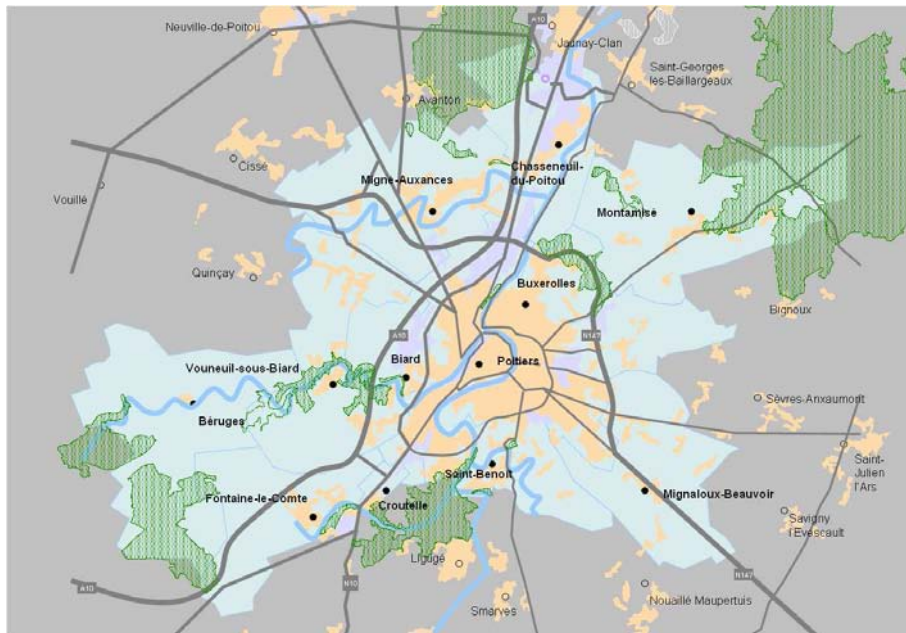 Neuville-de-Poitou
A10
Jaunay-Clan
Saint-Georges
les-Baillargeaux
Avanton
Cissé
Chasseneuil-
du-Poitou
Migné-Auxances
Vouillé
Montamisé
Quinçay
Buxerolles
Bignoux
A10
N147
Biard
Poitiers
Vouneuil-sous-Biard
Sèvres-Anxaumont
Béruges
Saint-
Julien
l'Ars
Saint-Benoît
Fontaine-le-Comte
Croutelle
Mignaloux-Beauvoir
Savigny
l'Evescault
Ligugé
A10
N10
N147
Smarves
Nouaillé Maupertuis